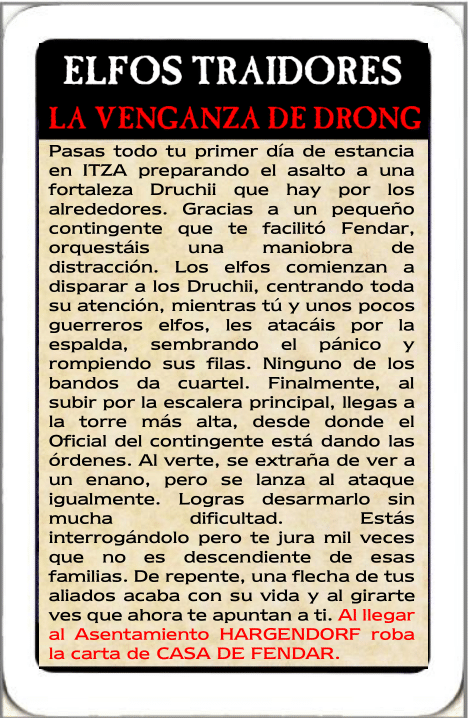 ELFOS TRAIDORES
LA VENGANZA DE DRONG
Pasas todo tu primer día de estancia
en ITZA preparando el asalto a una
fortaleza Druchii que hay por los
alrededores. Gracias a un pequeño
contingente que te facilitó Fendar,
orquestáis una maniobra de
distracción. Los elfos comienzan a
disparar a los Druchii, centrando toda
su atención, mientras tú y unos pocos
guerreros elfos, les atacáis por la
espalda, sembrando el pánico y
rompiendo sus filas. Ninguno de los
bandos da cuartel. Finalmente, al
subir por la escalera principal, llegas a
la torre más alta, desde donde el
Oficial del contingente está dando las
órdenes. Al verte, se extraña de ver a
un enano, pero se lanza al ataque
igualmente. Logras desarmarlo sin
mucha dificultad. Estás
interrogándolo pero te jura mil veces
que no es descendiente de esas
familias. De repente, una flecha de tus
aliados acaba con su vida y al girarte
ves que ahora te apuntan a ti. Al llegar
al Asentamiento HARGENDORF roba
la carta de CASA DE FENDAR.